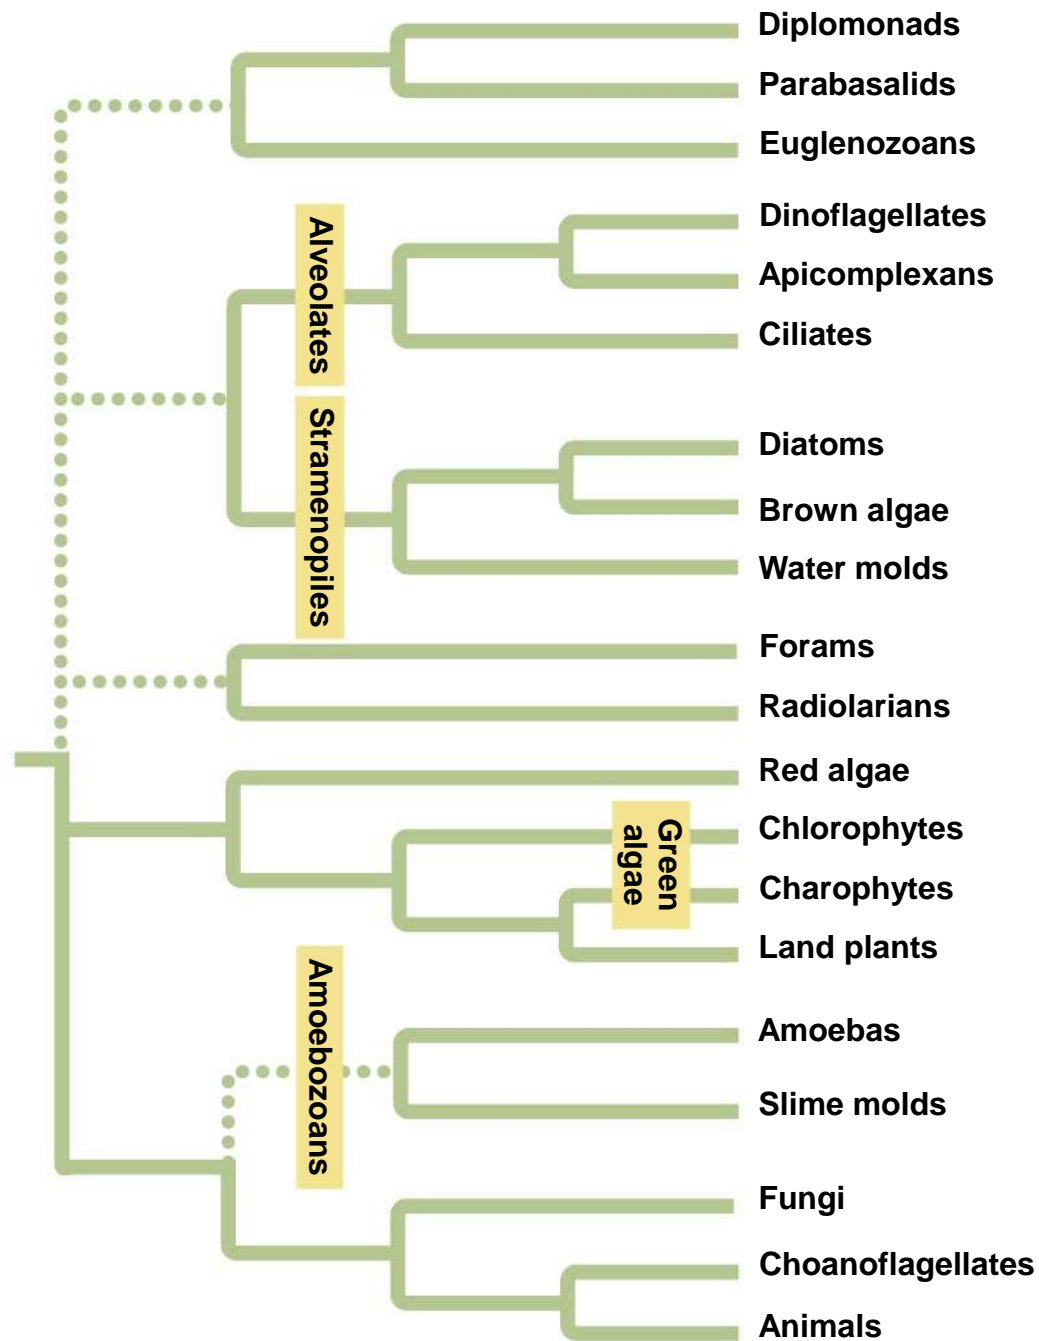 Diplomonads
Parabasalids
Euglenozoans
Alveolates
Dinoflagellates
Apicomplexans
Ciliates
Stramenopiles
Diatoms
Brown algae
Water molds
Forams
Radiolarians
Red algae
Green
algae
Chlorophytes
Charophytes
Land plants
Amoebozoans
Amoebas
Slime molds
Fungi
Choanoflagellates
Animals